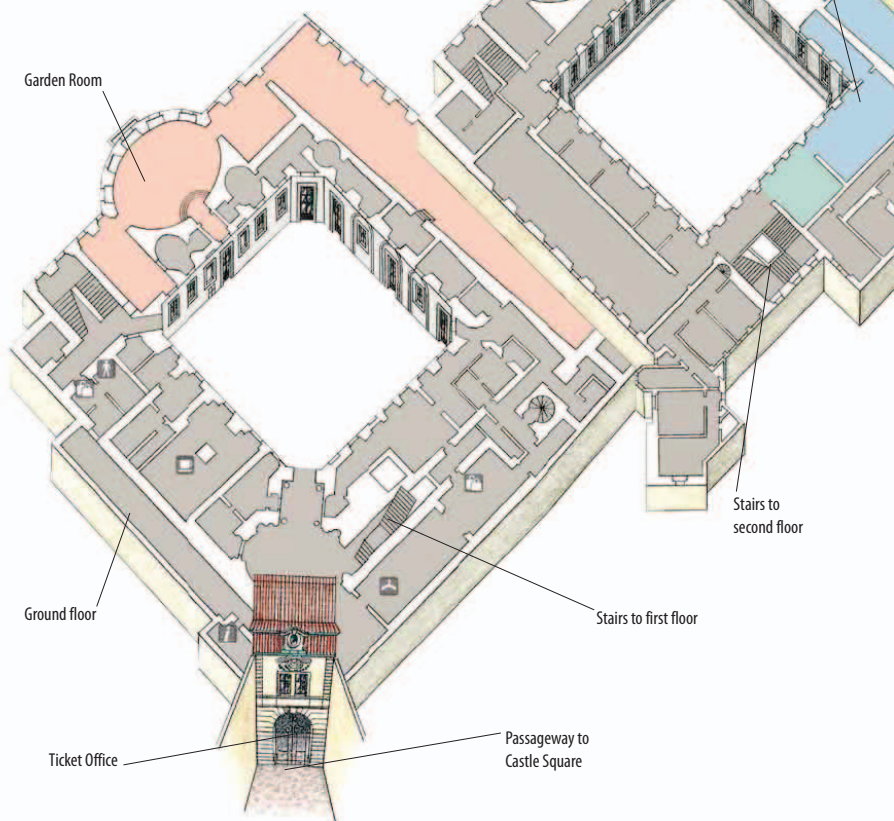 Garden Room
Stairs to
second floor
Ground floor
Stairs to first floor
Ticket Office
Passageway to
Castle Square